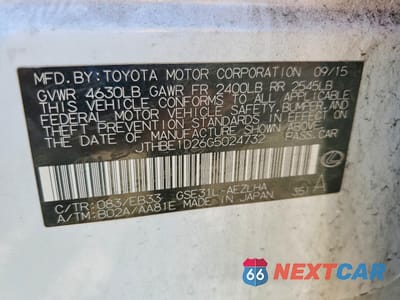 MFD. BY: TOYOTA MOTOR CORPORATION 09/15
GVWR 4630LB GAWR FR 2400LB RR 2545LB
THIS VEHICLE CONFORMS TO ALL APPLICABLE
FEDERAL MOTOR VEHICLE SAFETY, BUMPER, AND
THEFT PREVENTION STANDARDS IN EFFECT ON THE
DATE OF MANUFACTURE SHOWN ABOVE.
JTHBE1D26G5024732 PASS. CAR
C/TR: 083/EB33 GSE31L-AEZLHA
A/TM: B02A/AA81E MADE IN JAPAN
A
66 NEXTCAR